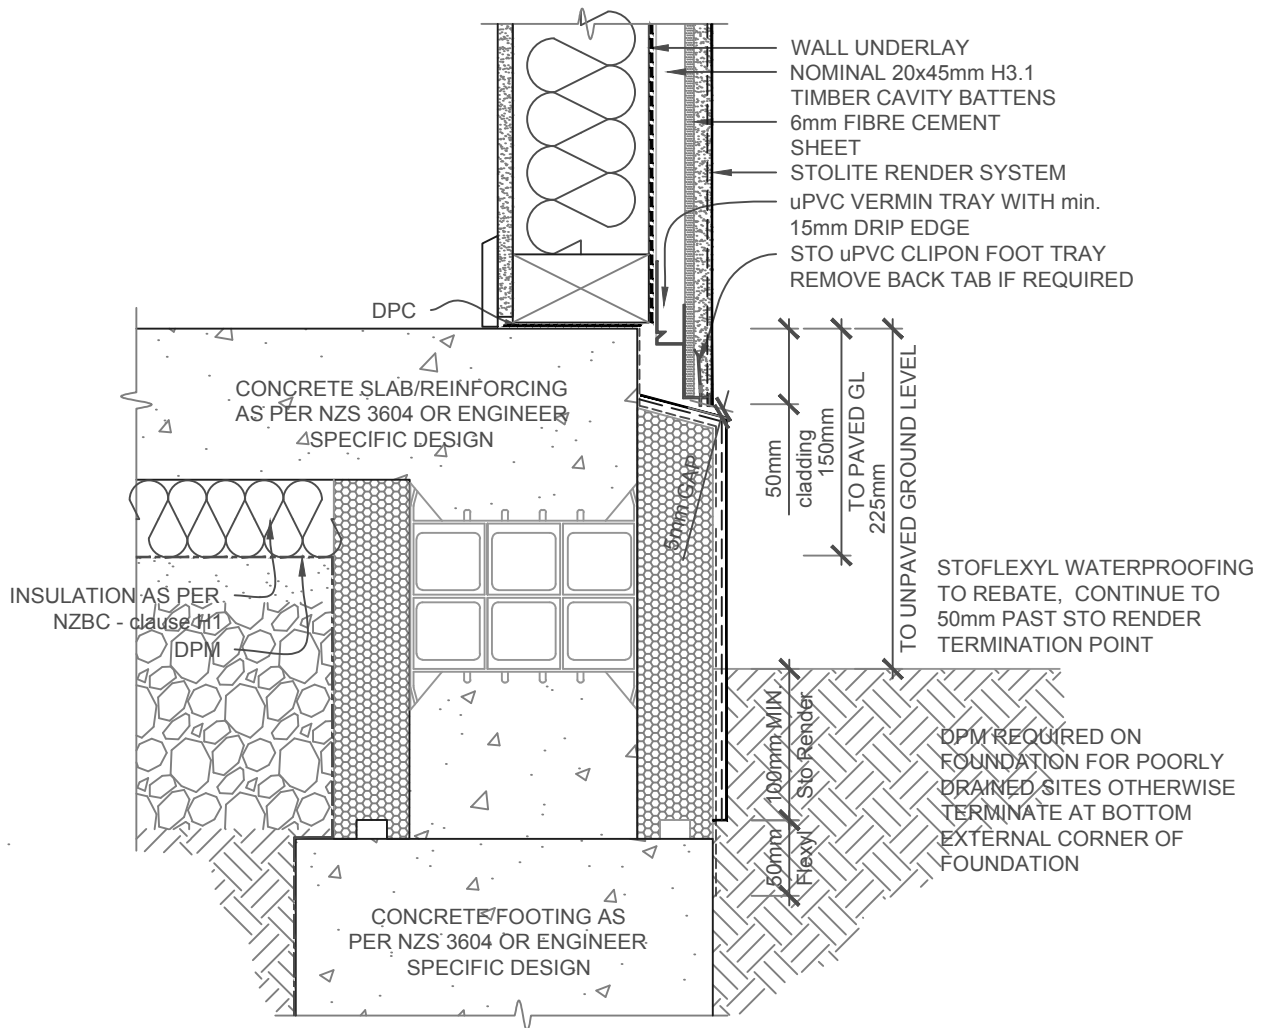 WALL UNDERLAY
NOMINAL 20x45mm H3.1
TIMBER CAVITY BATTENS
6mm FIBRE CEMENT
SHEET
STOLITE RENDER SYSTEM
uPVC VERMIN TRAY WITH min.
15mm DRIP EDGE
STO uPVC CLIPON FOOT TRAY
REMOVE BACK TAB IF REQUIRED
DPC
CONCRETE SLAB/REINFORCING
AS PER NZS 3604 OR ENGINEER
SPECIFIC DESIGN
50mm
cladding
150mm
TO PAVED GL
225mm
TO UNPAVED GROUND LEVEL
5mm GAP
STOFLEXYL WATERPROOFING
TO REBATE, CONTINUE TO
50mm PAST STO RENDER
TERMINATION POINT
INSULATION AS PER
NZBC - clause H1
DPM
100mm MIN
Sto Render
50mm
Flexyl
DPM REQUIRED ON
FOUNDATION FOR POORLY
DRAINED SITES OTHERWISE
TERMINATE AT BOTTOM
EXTERNAL CORNER OF
FOUNDATION
CONCRETE FOOTING AS
PER NZS 3604 OR ENGINEER
SPECIFIC DESIGN